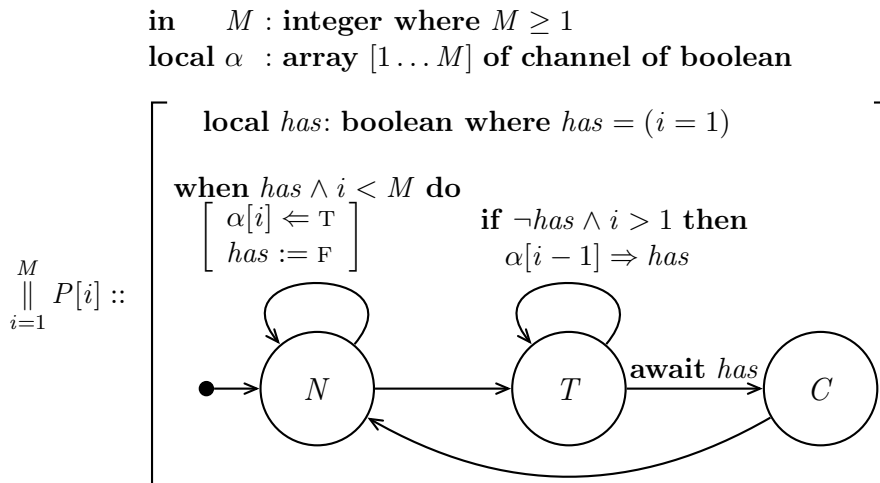 in M : integer where M ≥ 1
local α : array [1 … M] of channel of boolean
local has: boolean where has = (i = 1)
when has ∧ i < M do
α[i] ⇐ T
has := F
if ¬has ∧ i > 1 then
α[i − 1] ⇒ has
M
∥ P[i] ::
i=1
await has
N T C